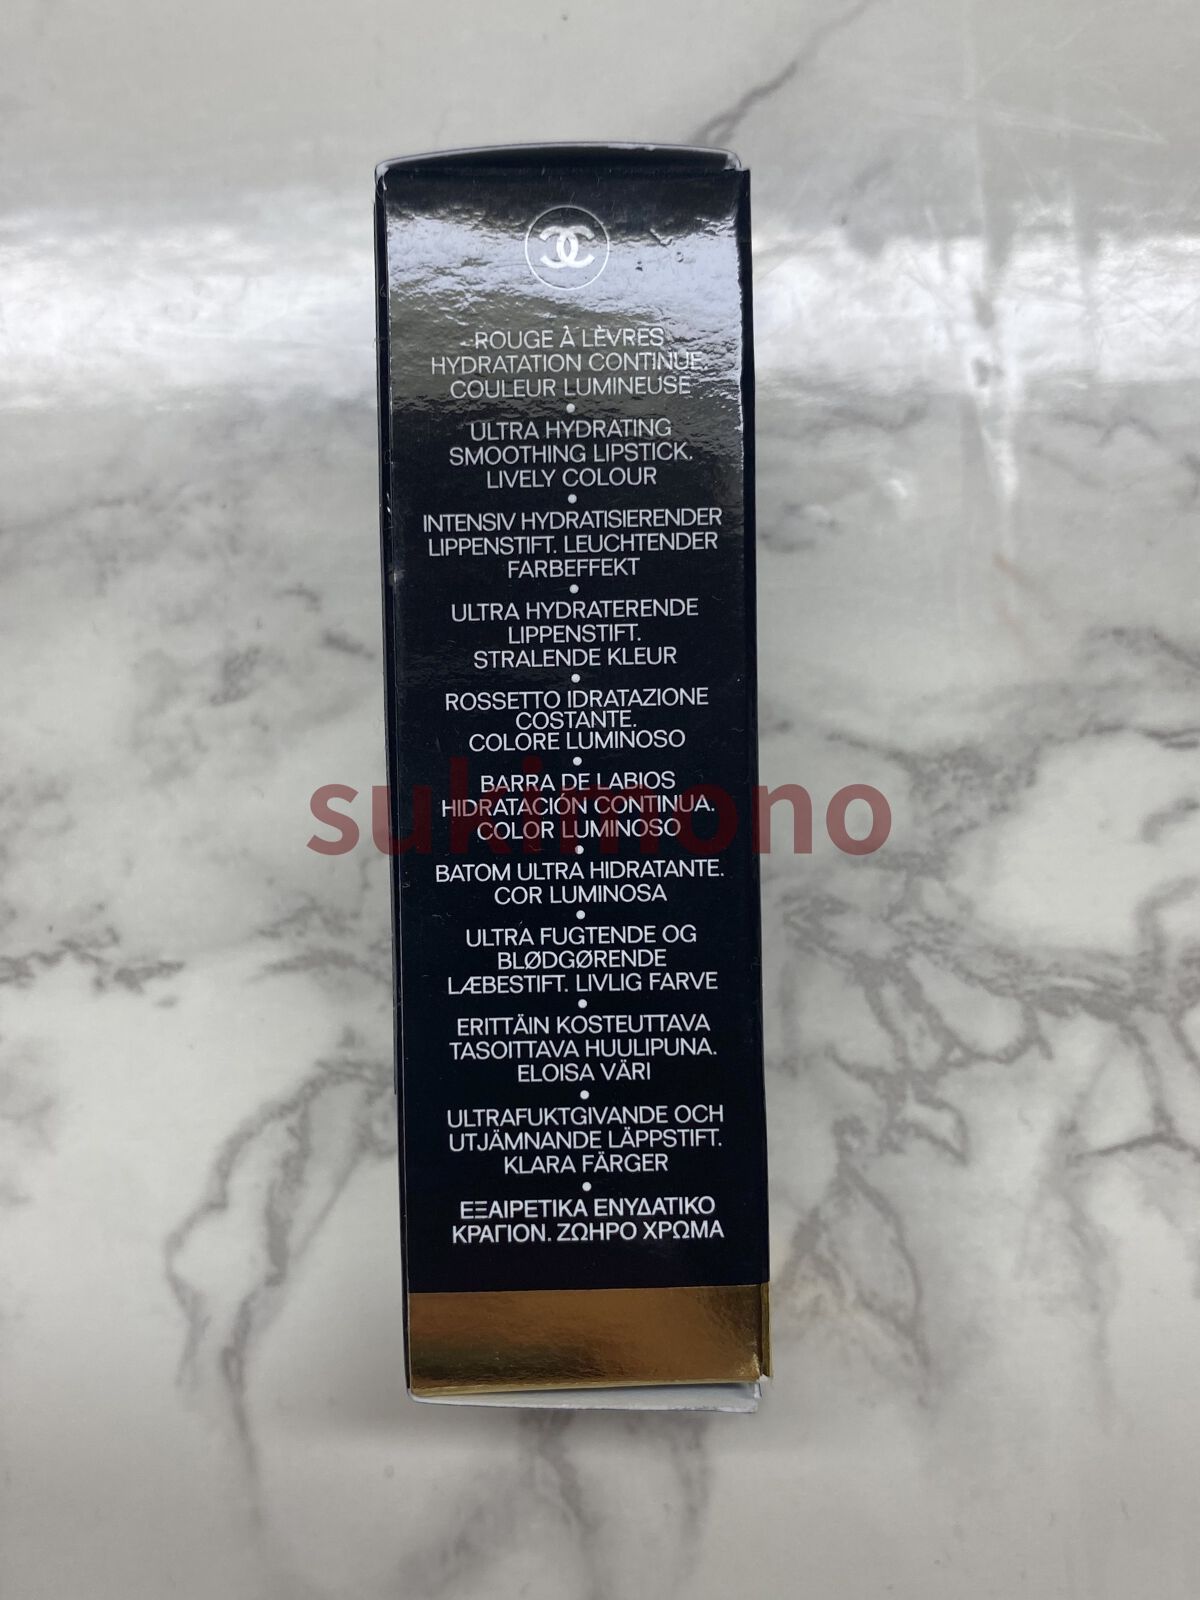 ROUGE À LÈVRES
HYDRATATION CONTINUE.
COULEUR LUMINEUSE
ULTRA HYDRATING
SMOOTHING LIPSTICK.
LIVELY COLOUR
INTENSIV HYDRATISIERENDER
LIPPENSTIFT. LEUCHTENDER
FARBEFFEKT
ULTRA HYDRATERENDE
LIPPENSTIFT.
STRALENDE KLEUR
ROSSETTO IDRATAZIONE
COSTANTE.
COLORE LUMINOSO
BARRA DE LABIOS
HIDRATACIÓN CONTINUA.
COLOR LUMINOSO
sukimono
BATOM ULTRA HIDRATANTE.
COR LUMINOSA
ULTRA FUGTENDE OG
BLØDGØRENDE
LÆBESTIFT. LIVLIG FARVE
ERITTÄIN KOSTEUTTAVA
TASOITTAVA HUULIPUNA.
ELOISA VÄRI
ULTRAFUKTGIVANDE OCH
UTJÄMNANDE LÄPPSTIFT.
KLARA FÄRGER
ΕΞΑΙΡΕΤΙΚΑ ΕΝΥΔΑΤΙΚΟ
ΚΡΑΓΙΟΝ. ΖΩΗΡΟ ΧΡΩΜΑ